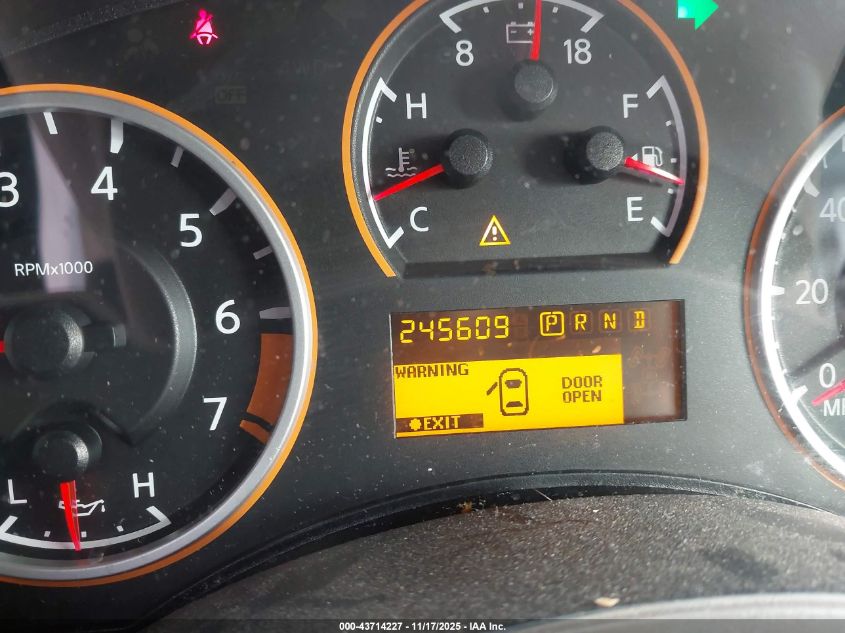 8 18
H F
C E
3 4 5 6 7
RPMx1000
L H
245609 P R N D
WARNING
DOOR
OPEN
EXIT
40
20
0
OFF
000-43714227 - 11/17/2025 - IAA Inc.